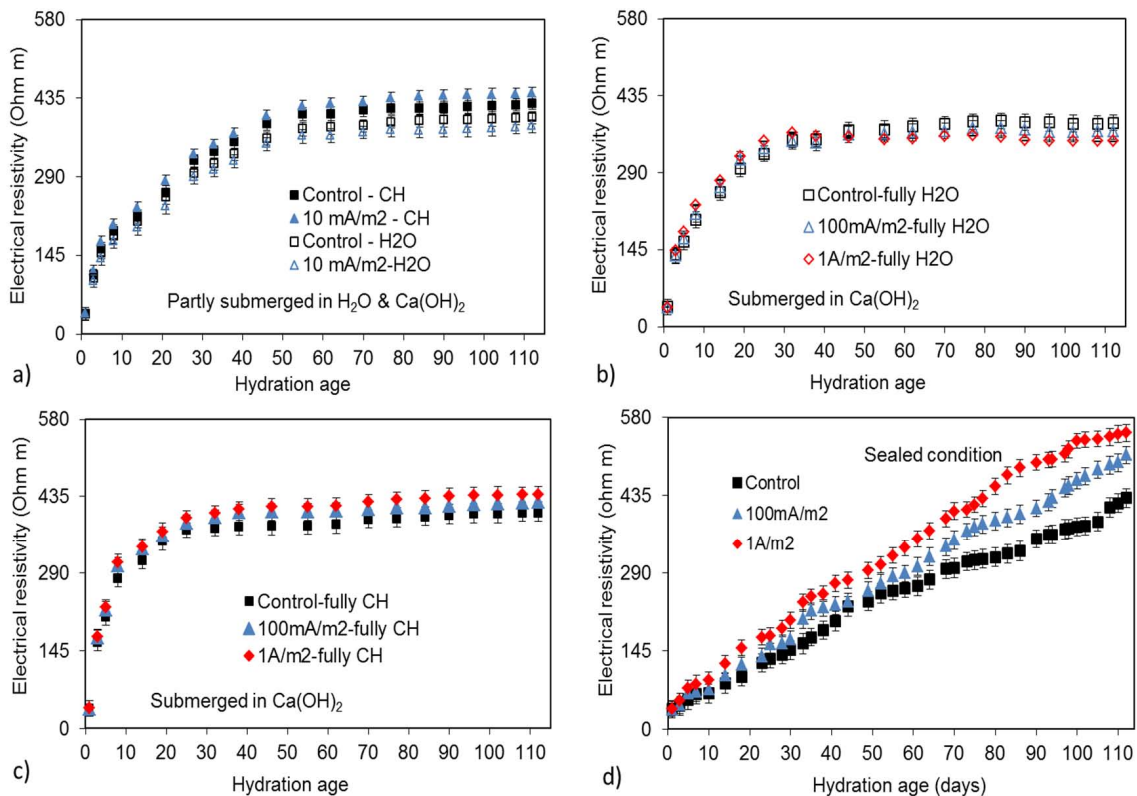 a)
Electrical resistivity (Ohm m)
580
435
290
145
0
Control - CH
10 mA/m2 - CH
Control - H2O
10 mA/m2-H2O
Partly submerged in H₂O & Ca(OH)₂
0 10 20 30 40 50 60 70 80 90 100 110
Hydration age
b)
Electrical resistivity (Ohm m)
580
435
290
145
0
Control-fully H2O
100mA/m2-fully H2O
1A/m2-fully H2O
Submerged in Ca(OH)₂
0 10 20 30 40 50 60 70 80 90 100 110
Hydration age
c)
Electrical resistivity (Ohm m)
580
435
290
145
0
Control-fully CH
100mA/m2-fully CH
1A/m2-fully CH
Submerged in Ca(OH)₂
0 10 20 30 40 50 60 70 80 90 100 110
Hydration age
d)
Electrical resistivity (ohm m)
580
435
290
145
0
Sealed condition
Control
100mA/m2
1A/m2
0 10 20 30 40 50 60 70 80 90 100 110
Hydration age (days)